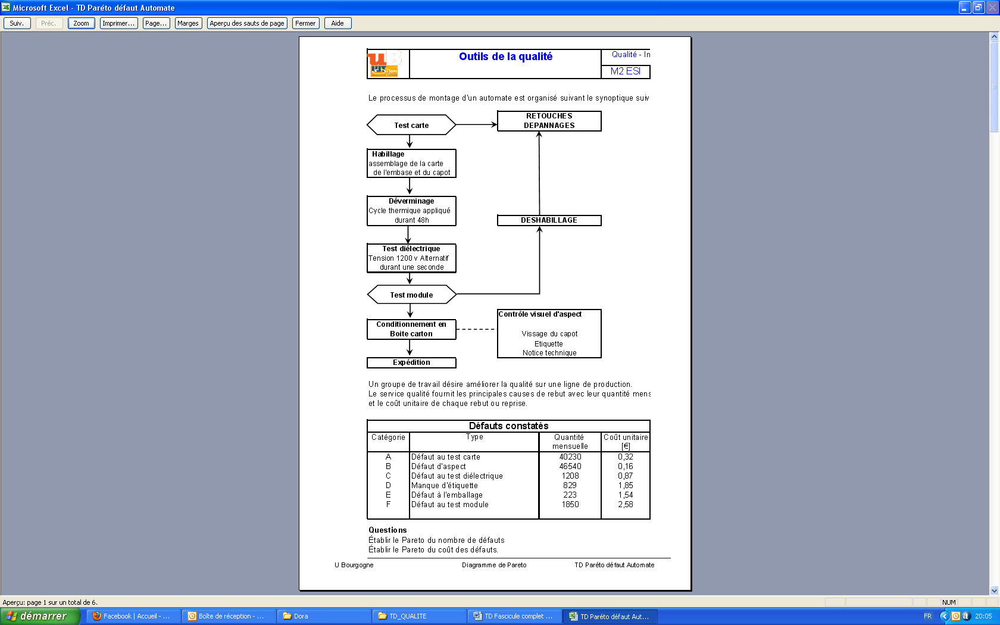 Microsoft Excel - TD Paréto défaut Automate
Suiv. Préc. Zoom Imprimer... Page... Marges Aperçu des sauts de page Fermer Aide
Outils de la qualité
Qualité - In
M2 ESI
Le processus de montage d'un automate est organisé suivant le synoptique suiv
Test carte
RETOUCHES
DEPANNAGES
Habillage
assemblage de la carte
de l'embase et du capot
Déverminage
Cycle thermique appliqué
durant 48h
DESHABILLAGE
Test diélectrique
Tension 1200 v Alternatif
durant une seconde
Test module
Conditionnement en
Boite carton
Contrôle visuel d'aspect
Vissage du capot
Etiquette
Notice technique
Expédition
Un groupe de travail désire améliorer la qualité sur une ligne de production.
Le service qualité fournit les principales causes de rebut avec leur quantité mens
et le coût unitaire de chaque rebut ou reprise.
Défauts constatés
Catégorie Type Quantité mensuelle Coût unitaire [€]
A Défaut au test carte 40230 0,32
B Défaut d'aspect 46540 0,16
C Défaut au test diélectrique 1208 0,87
D Manque d'étiquette 829 1,85
E Défaut à l'emballage 223 1,54
F Défaut au test module 1850 2,58
Questions
Établir le Pareto du nombre de défauts
Établir le Pareto du coût des défauts.
U Bourgogne Diagramme de Pareto TD Paréto défaut Automate
Aperçu: page 1 sur un total de 6.
NUM
démarrer Facebook | Accueil - ... Boîte de réception - ... Dora TD_QUALITE TD Fascicule complet ... TD Paréto défaut Aut... FR 20:05